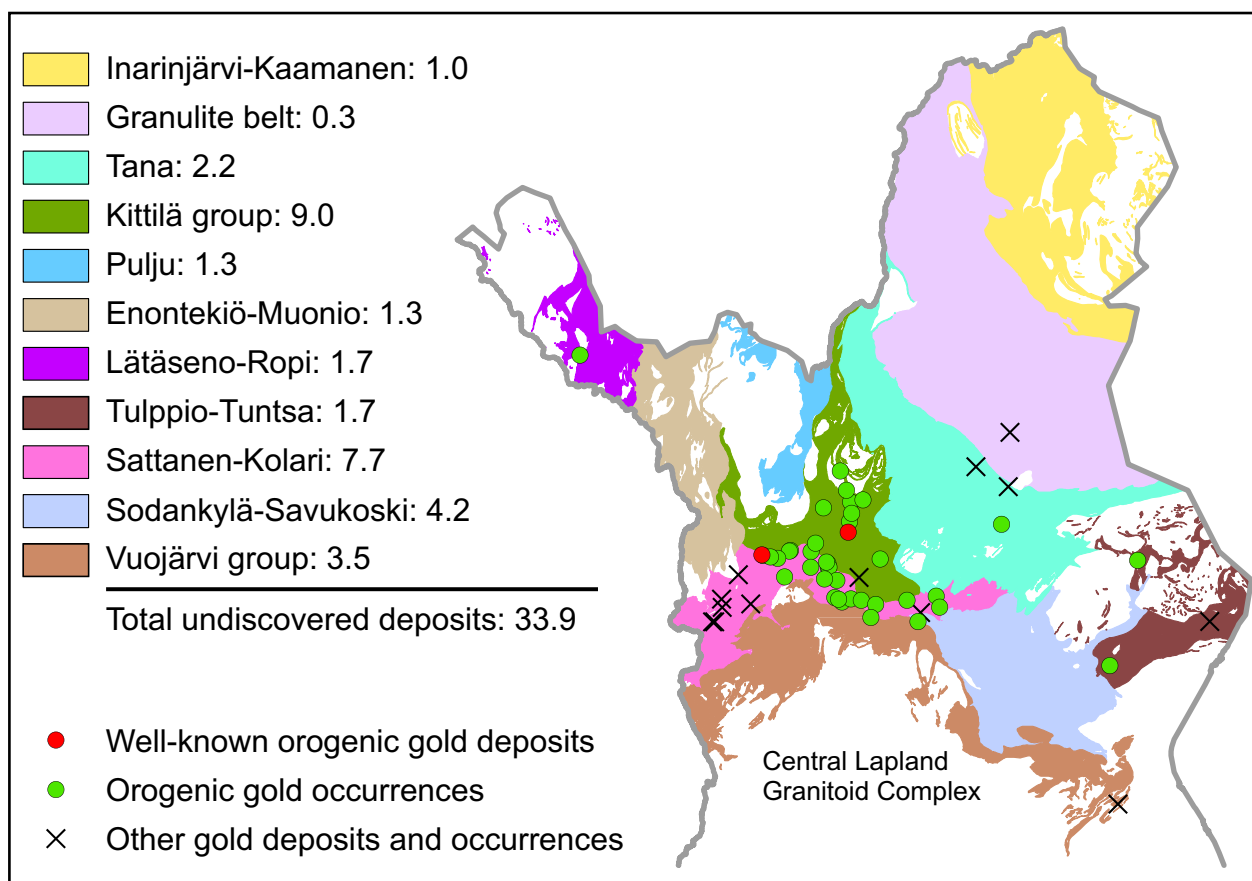 Inarinjärvi-Kaamanen: 1.0
Granulite belt: 0.3
Tana: 2.2
Kittilä group: 9.0
Pulju: 1.3
Enontekiö-Muonio: 1.3
Lätäseno-Ropi: 1.7
Tulppio-Tuntsa: 1.7
Sattanen-Kolari: 7.7
Sodankylä-Savukoski: 4.2
Vuojärvi group: 3.5
Total undiscovered deposits: 33.9
Well-known orogenic gold deposits
Orogenic gold occurrences
Other gold deposits and occurrences
Central Lapland
Granitoid Complex